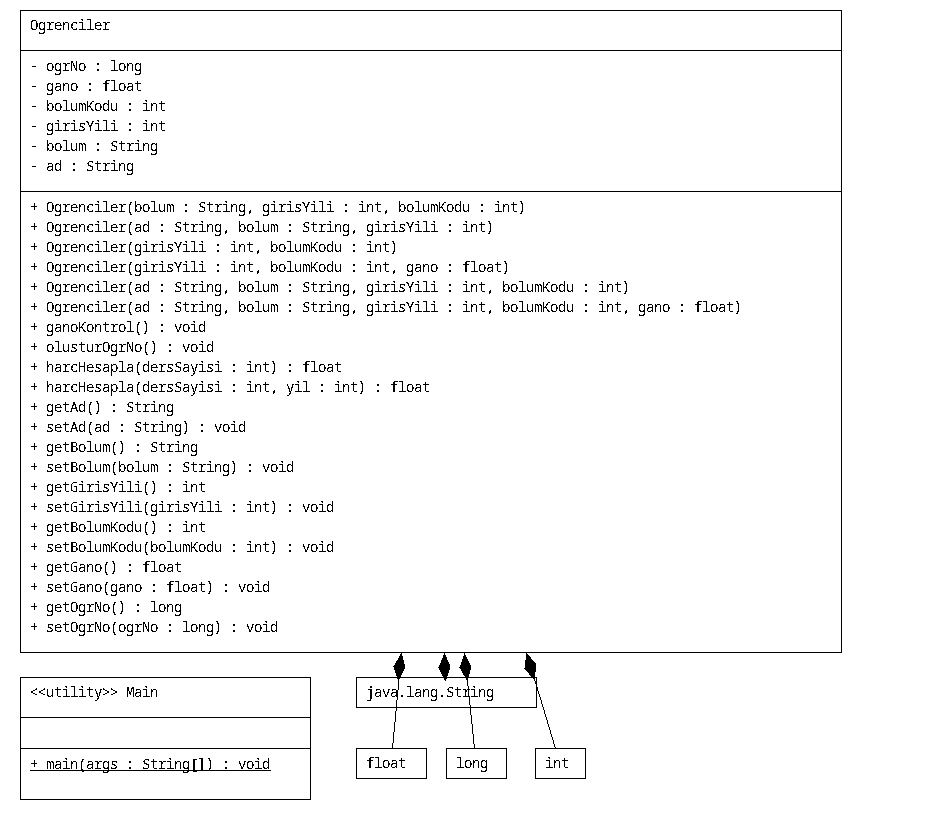 Ogrenciler
- ogrNo : long
- gano : float
- bolumKodu : int
- girisYili : int
- bolum : String
- ad : String
+ Ogrenciler(bolum : String, girisYili : int, bolumKodu : int)
+ Ogrenciler(ad : String, bolum : String, girisYili : int)
+ Ogrenciler(girisYili : int, bolumKodu : int)
+ Ogrenciler(girisYili : int, bolumKodu : int, gano : float)
+ Ogrenciler(ad : String, bolum : String, girisYili : int, bolumKodu : int)
+ Ogrenciler(ad : String, bolum : String, girisYili : int, bolumKodu : int, gano : float)
+ ganoKontrol() : void
+ olusturOgrNo() : void
+ harcHesapla(dersSayisi : int) : float
+ harcHesapla(dersSayisi : int, yil : int) : float
+ getAd() : String
+ setAd(ad : String) : void
+ getBolum() : String
+ setBolum(bolum : String) : void
+ getGirisYili() : int
+ setGirisYili(girisYili : int) : void
+ getBolumKodu() : int
+ setBolumKodu(bolumKodu : int) : void
+ getGano() : float
+ setGano(gano : float) : void
+ getOgrNo() : long
+ setOgrNo(ogrNo : long) : void
<<utility>> Main
+ main(args : String[]) : void
java.lang.String
float
long
int